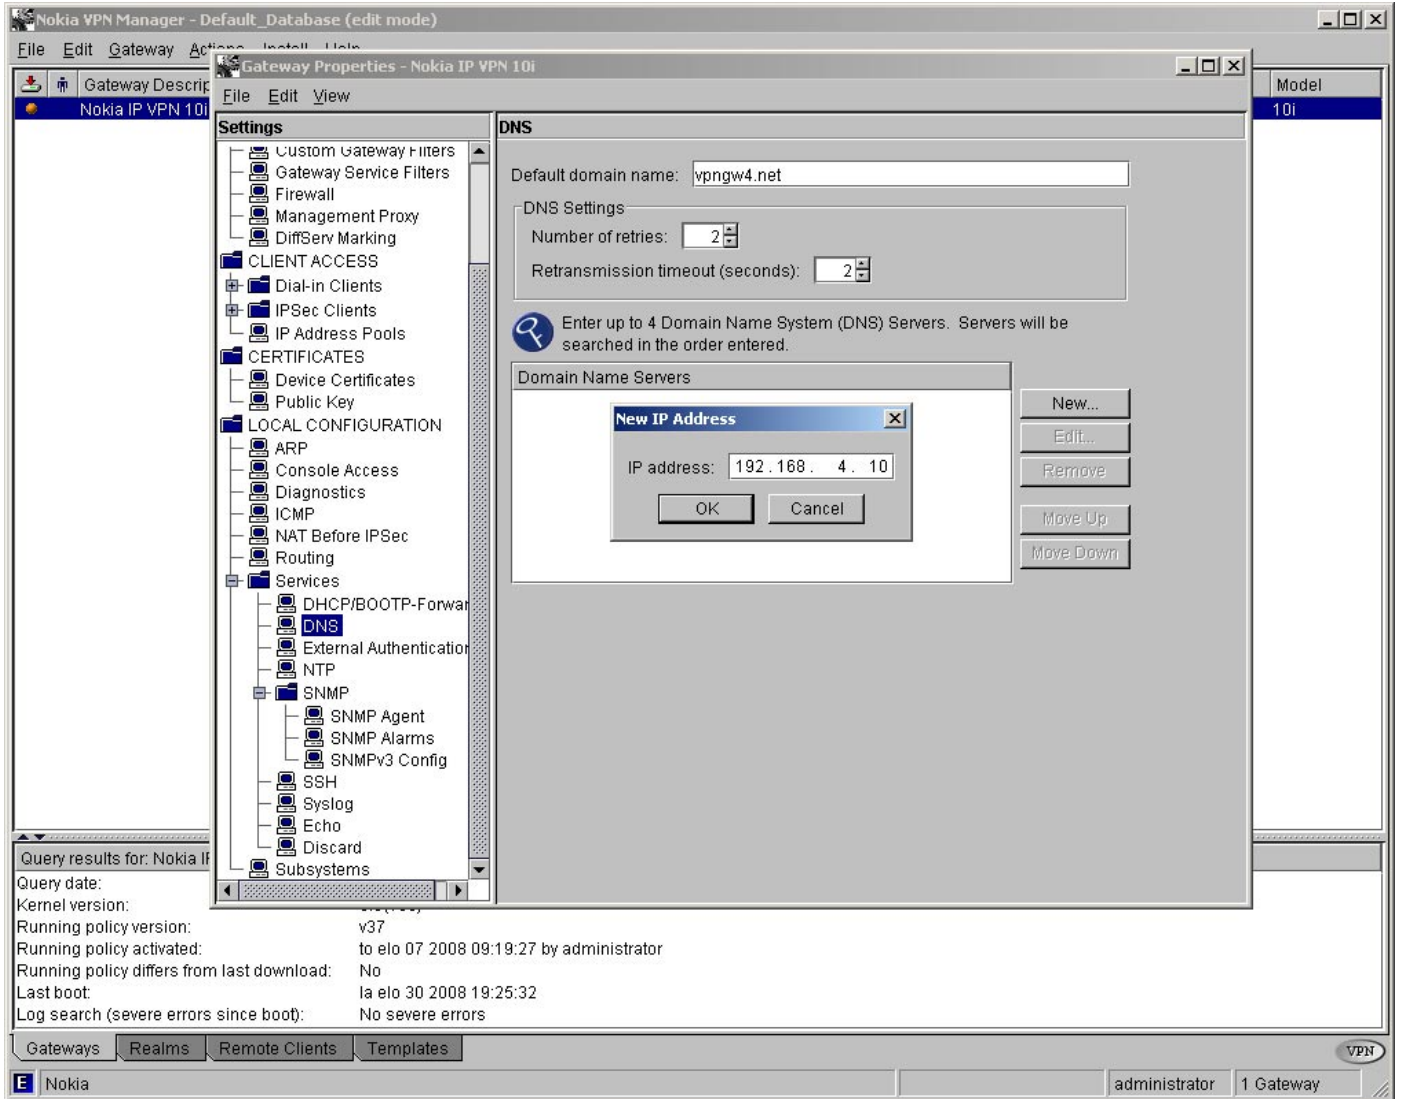 Nokia VPN Manager - Default_Database (edit mode)
File Edit Gateway
Gateway Descrip
Model
Nokia IP VPN 10i
10i
Gateway Properties - Nokia IP VPN 10i
File Edit View
Settings
Custom Gateway Filters
Gateway Service Filters
Firewall
Management Proxy
DiffServ Marking
CLIENT ACCESS
Dial-in Clients
IPSec Clients
IP Address Pools
CERTIFICATES
Device Certificates
Public Key
LOCAL CONFIGURATION
ARP
Console Access
Diagnostics
ICMP
NAT Before IPSec
Routing
Services
DHCP/BOOTP-Forwar
DNS
External Authentication
NTP
SNMP
SNMP Agent
SNMP Alarms
SNMPv3 Config
SSH
Syslog
Echo
Discard
Subsystems
DNS
Default domain name: vpngw4.net
DNS Settings
Number of retries: 2
Retransmission timeout (seconds): 2
Enter up to 4 Domain Name System (DNS) Servers. Servers will be
searched in the order entered.
Domain Name Servers
New IP Address
IP address: 192.168. 4. 10
OK Cancel
New...
Edit...
Remove
Move Up
Move Down
Query results for: Nokia IP
Query date:
Kernel version:
Running policy version: v37
Running policy activated: to elo 07 2008 09:19:27 by administrator
Running policy differs from last download: No
Last boot: la elo 30 2008 19:25:32
Log search (severe errors since boot): No severe errors
Gateways Realms Remote Clients Templates
VPN
E Nokia administrator 1 Gateway